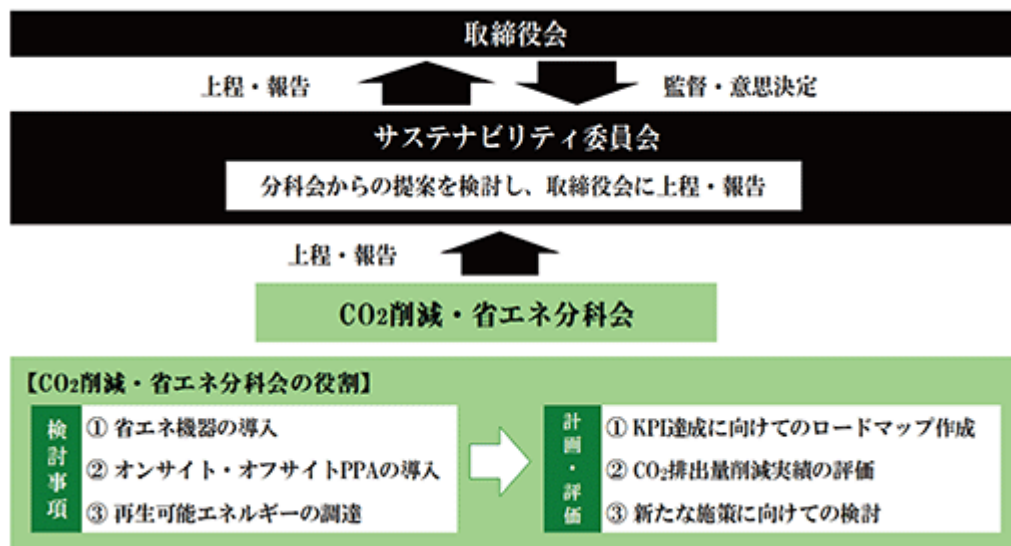 取締役会
上程・報告
監督・意思決定
サステナビリティ委員会
分科会からの提案を検討し、取締役会に上程・報告
上程・報告
CO₂削減・省エネ分科会
【CO₂削減・省エネ分科会の役割】
検討事項
① 省エネ機器の導入
② オンサイト・オフサイトPPAの導入
③ 再生可能エネルギーの調達
計画・評価
① KPI達成に向けてのロードマップ作成
② CO₂排出量削減実績の評価
③ 新たな施策に向けての検討